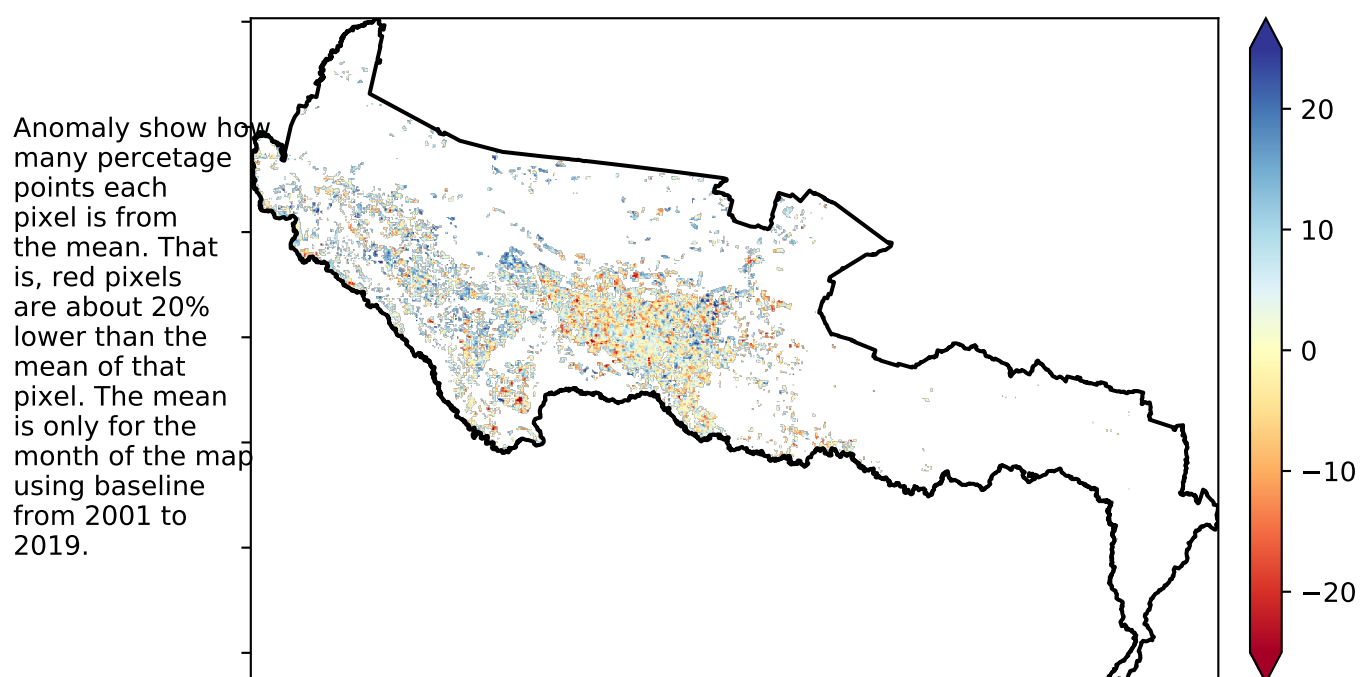 Anomaly show how
many percetage
points each
pixel is from
the mean. That
is, red pixels
are about 20%
lower than the
mean of that
pixel. The mean
is only for the
month of the map
using baseline
from 2001 to
2019.
20
10
0
−10
−20